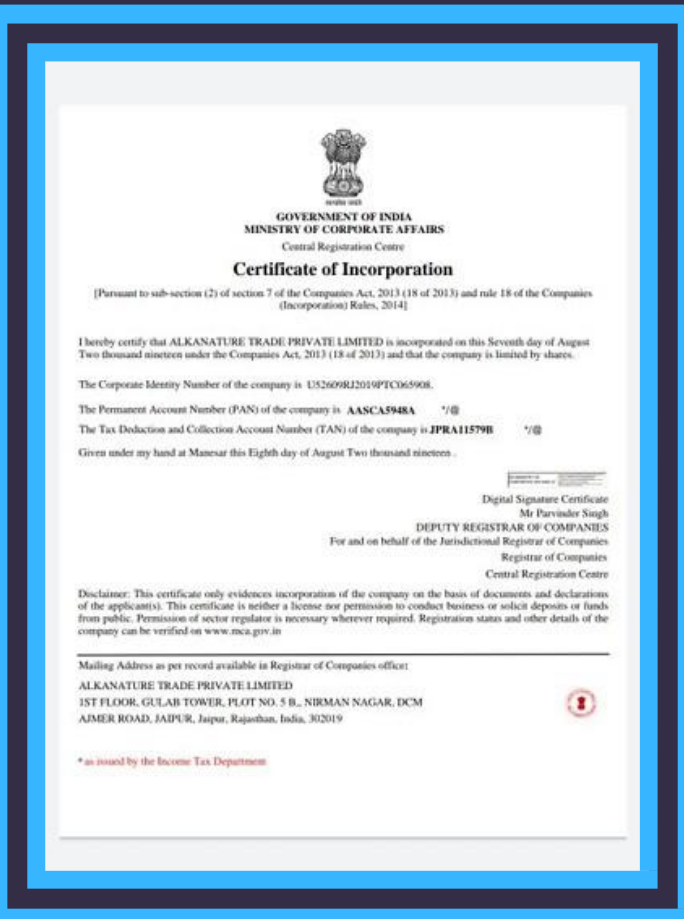 GOVERNMENT OF INDIA
MINISTRY OF CORPORATE AFFAIRS
Central Registration Centre
Certificate of Incorporation
[Pursuant to sub-section (2) of section 7 of the Companies Act, 2013 (18 of 2013) and rule 18 of the Companies
(Incorporation) Rules, 2014]
I hereby certify that ALKANATURE TRADE PRIVATE LIMITED is incorporated on this Seventh day of August
Two thousand nineteen under the Companies Act, 2013 (18 of 2013) and that the company is limited by shares.
The Corporate Identity Number of the company is U52609RJ2019PTC065908.
The Permanent Account Number (PAN) of the company is AASCA5948A */@
The Tax Deduction and Collection Account Number (TAN) of the company is JPRA11579B */@
Given under my hand at Manesar this Eighth day of August Two thousand nineteen .
Digital Signature Certificate
Mr Parvinder Singh
DEPUTY REGISTRAR OF COMPANIES
For and on behalf of the Jurisdictional Registrar of Companies
Registrar of Companies
Central Registration Centre
Disclaimer: This certificate only evidences incorporation of the company on the basis of documents and declarations
of the applicant(s). This certificate is neither a license nor permission to conduct business or solicit deposits or funds
from public. Permission of sector regulator is necessary wherever required. Registration status and other details of the
company can be verified on www.mca.gov.in
Mailing Address as per record available in Registrar of Companies office:
ALKANATURE TRADE PRIVATE LIMITED
1ST FLOOR, GULAB TOWER, PLOT NO. 5 B,, NIRMAN NAGAR, DCM
AJMER ROAD, JAIPUR, Jaipur, Rajasthan, India, 302019
* as issued by the Income Tax Department